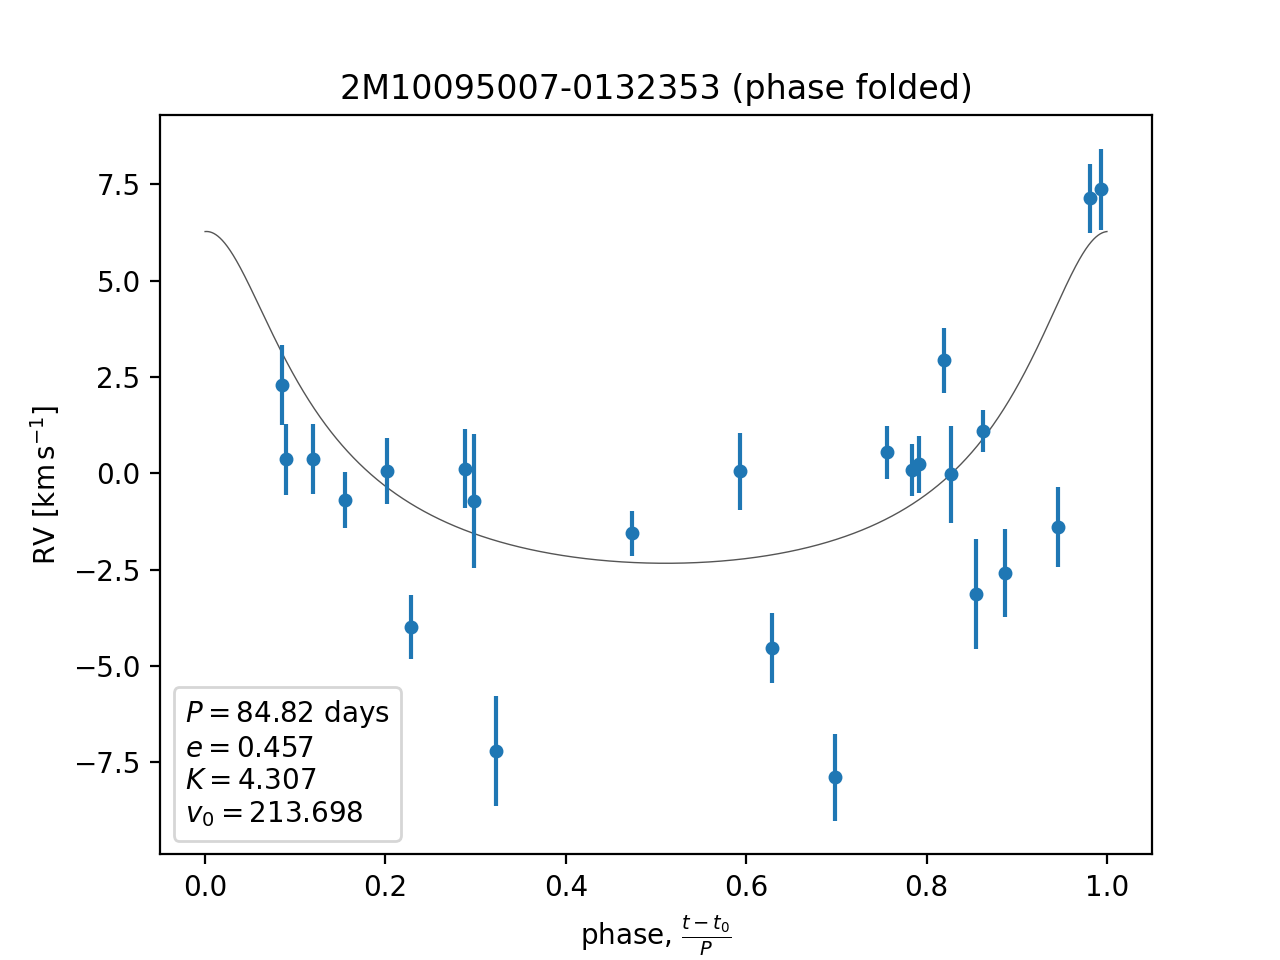 2M10095007-0132353 (phase folded)
RV [km s⁻¹]
7.5
5.0
2.5
0.0
−2.5
−5.0
−7.5
P = 84.82 days
e = 0.457
K = 4.307
v₀ = 213.698
0.0 0.2 0.4 0.6 0.8 1.0
phase, (t − t₀)/P